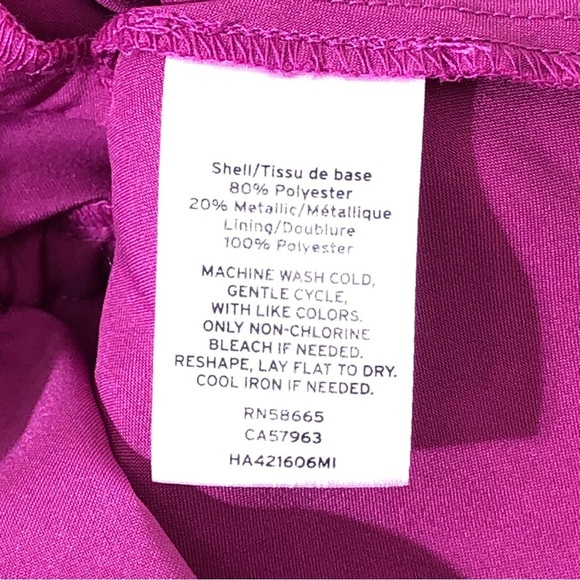 Shell/Tissu de base
80% Polyester
20% Metallic/Métallique
Lining/Doublure
100% Polyester
MACHINE WASH COLD,
GENTLE CYCLE,
WITH LIKE COLORS.
ONLY NON-CHLORINE
BLEACH IF NEEDED.
RESHAPE, LAY FLAT TO DRY.
COOL IRON IF NEEDED.
RN58665
CA57963
HA421606MI